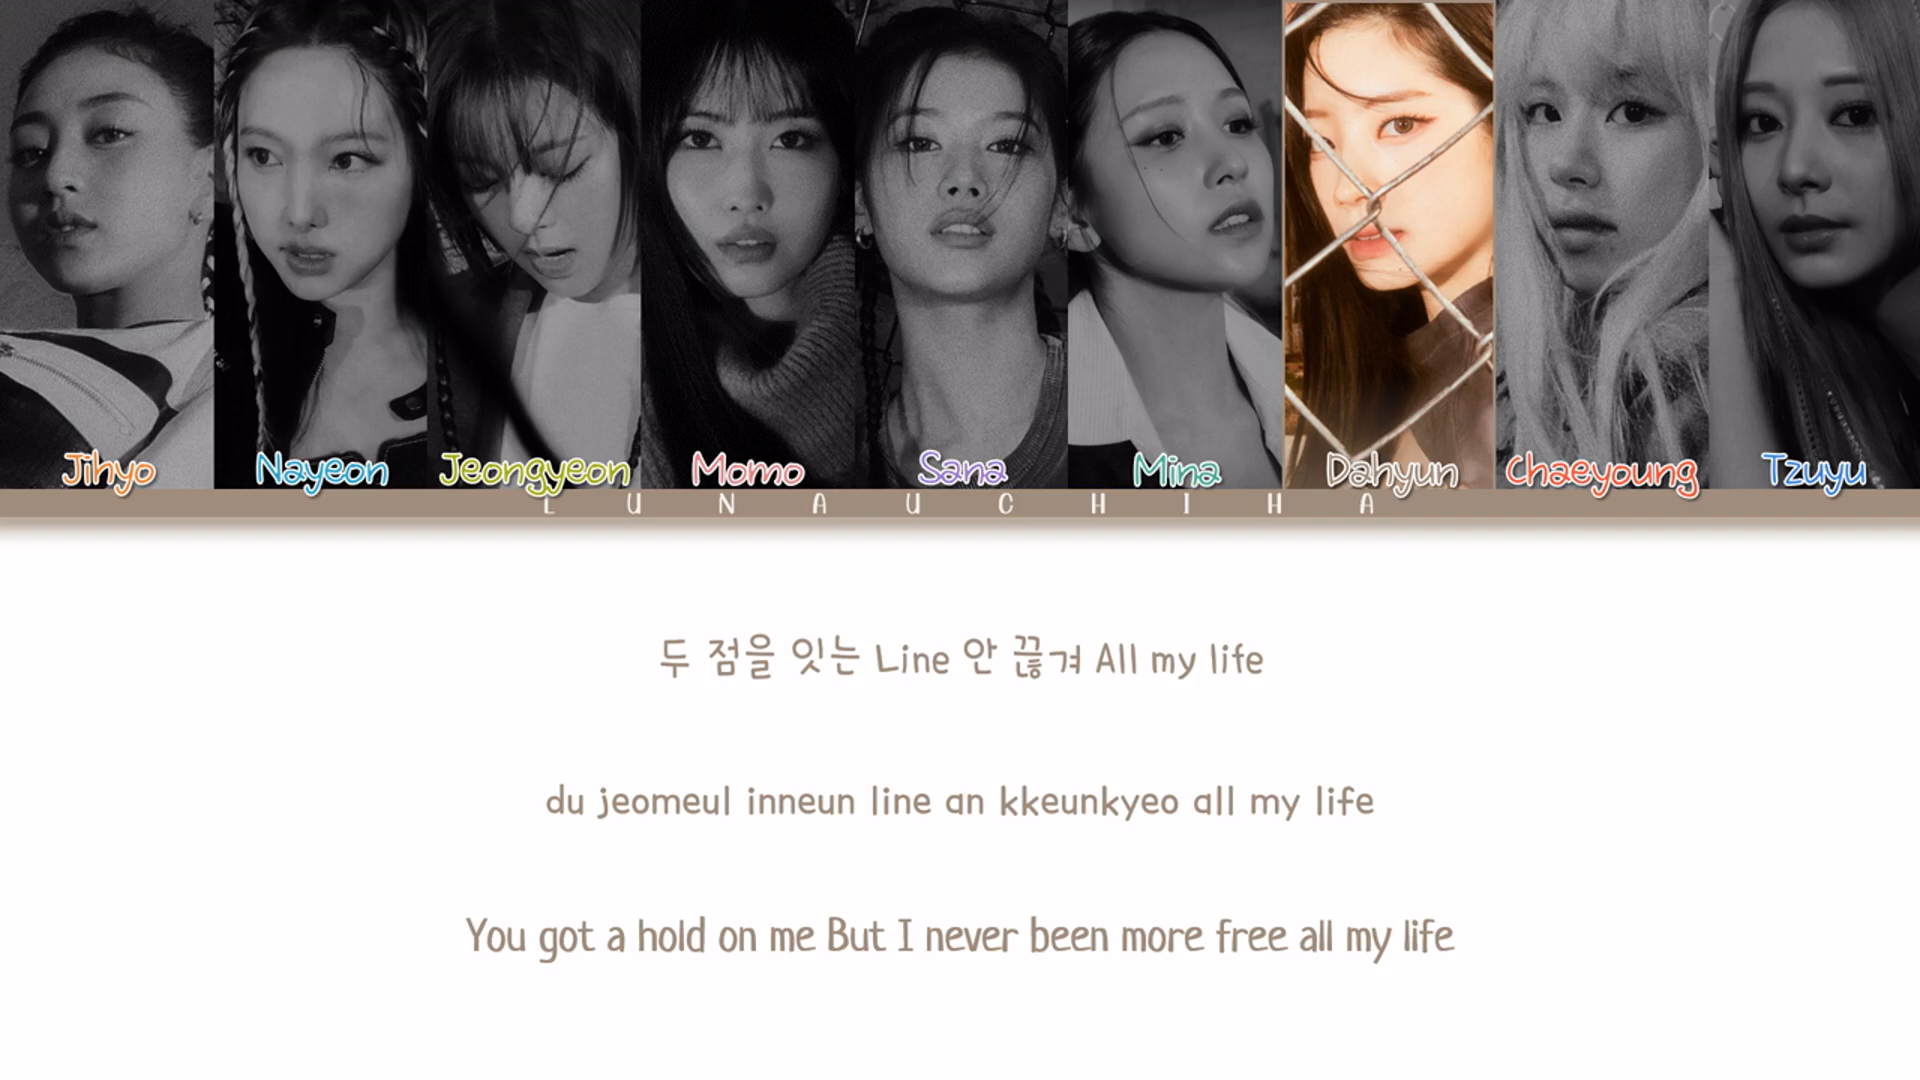 Jihyo Nayeon Jeongyeon Momo Sana Mina Dahyun Chaeyoung Tzuyu
L U N A U C H I H A
두 점을 잇는 Line 안 끊겨 All my life
du jeomeul inneun line an kkeunkyeo all my life
You got a hold on me But I never been more free all my life